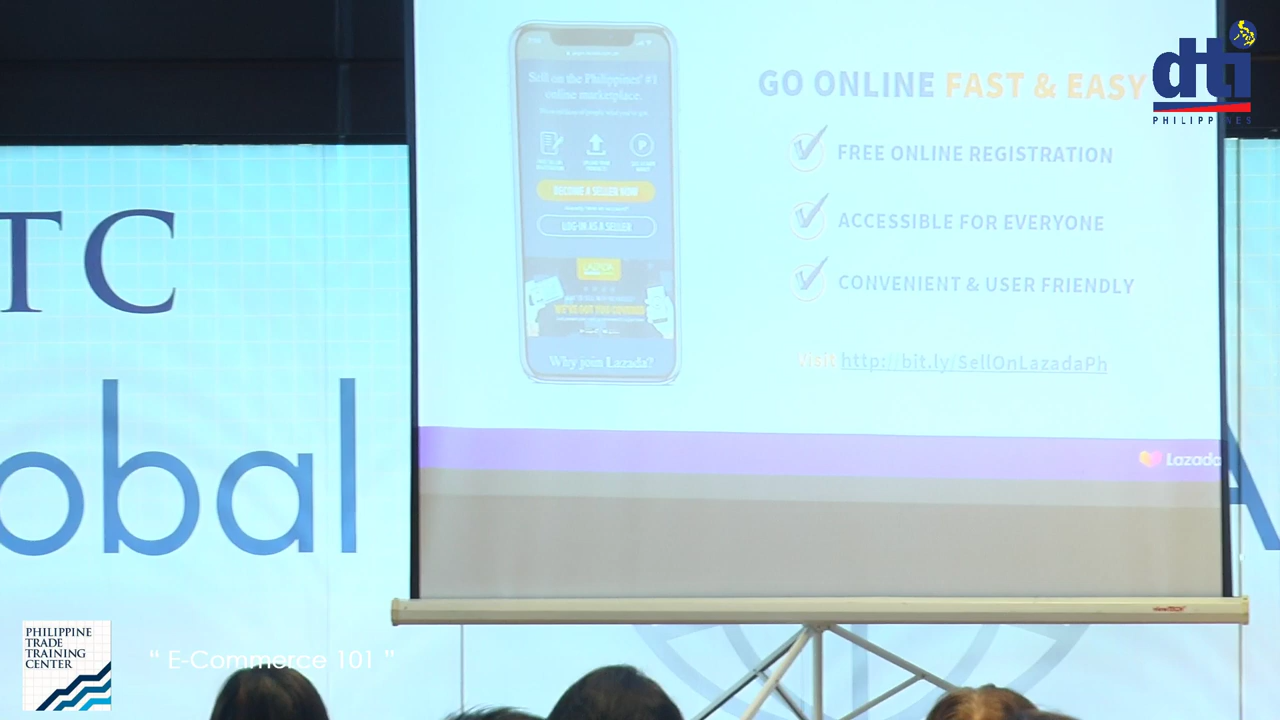 TC
obal
A
Sell on the Philippines' #1
online marketplace.
BECOME A SELLER NOW
LOG-IN AS A SELLER
WE'VE GOT YOU COVERED
Why join Lazada?
GO ONLINE FAST & EASY
FREE ONLINE REGISTRATION
ACCESSIBLE FOR EVERYONE
CONVENIENT & USER FRIENDLY
Visit http://bit.ly/SellOnLazadaPh
Lazada
dti
PHILIPPINES
PHILIPPINE
TRADE
TRAINING
CENTER
“ E-Commerce 101 ”